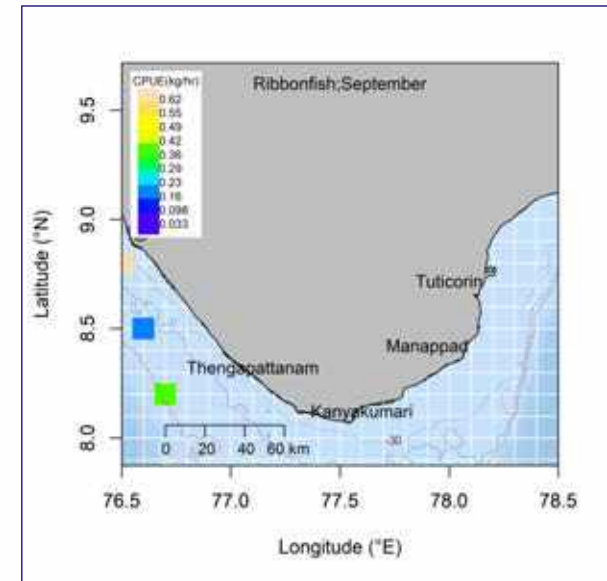 Ribbonfish;September
CPUE(kg/hr)
0.62
0.55
0.49
0.42
0.36
0.29
0.23
0.16
0.098
0.033
9.5
9.0
8.5
8.0
Latitude (°N)
Tuticorin
Manappad
Thengapattanam
Kanyakumari
-30
0 20 40 60 km
76.5 77.0 77.5 78.0 78.5
Longitude (°E)